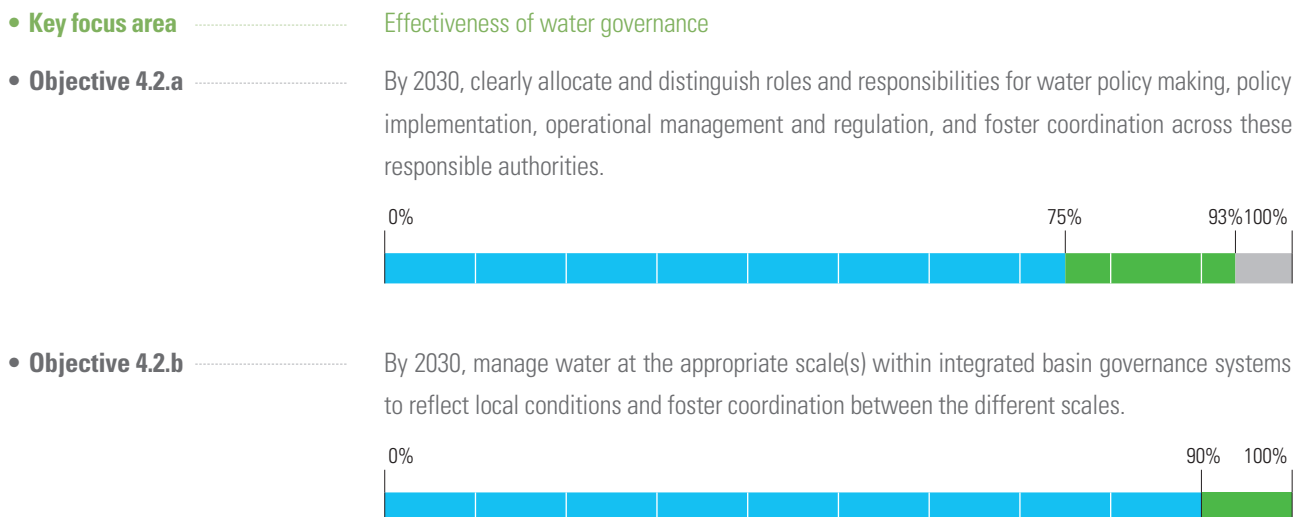 • Key focus area Effectiveness of water governance
• Objective 4.2.a By 2030, clearly allocate and distinguish roles and responsibilities for water policy making, policy
implementation, operational management and regulation, and foster coordination across these
responsible authorities.
0% 75% 93% 100%
• Objective 4.2.b By 2030, manage water at the appropriate scale(s) within integrated basin governance systems
to reflect local conditions and foster coordination between the different scales.
0% 90% 100%